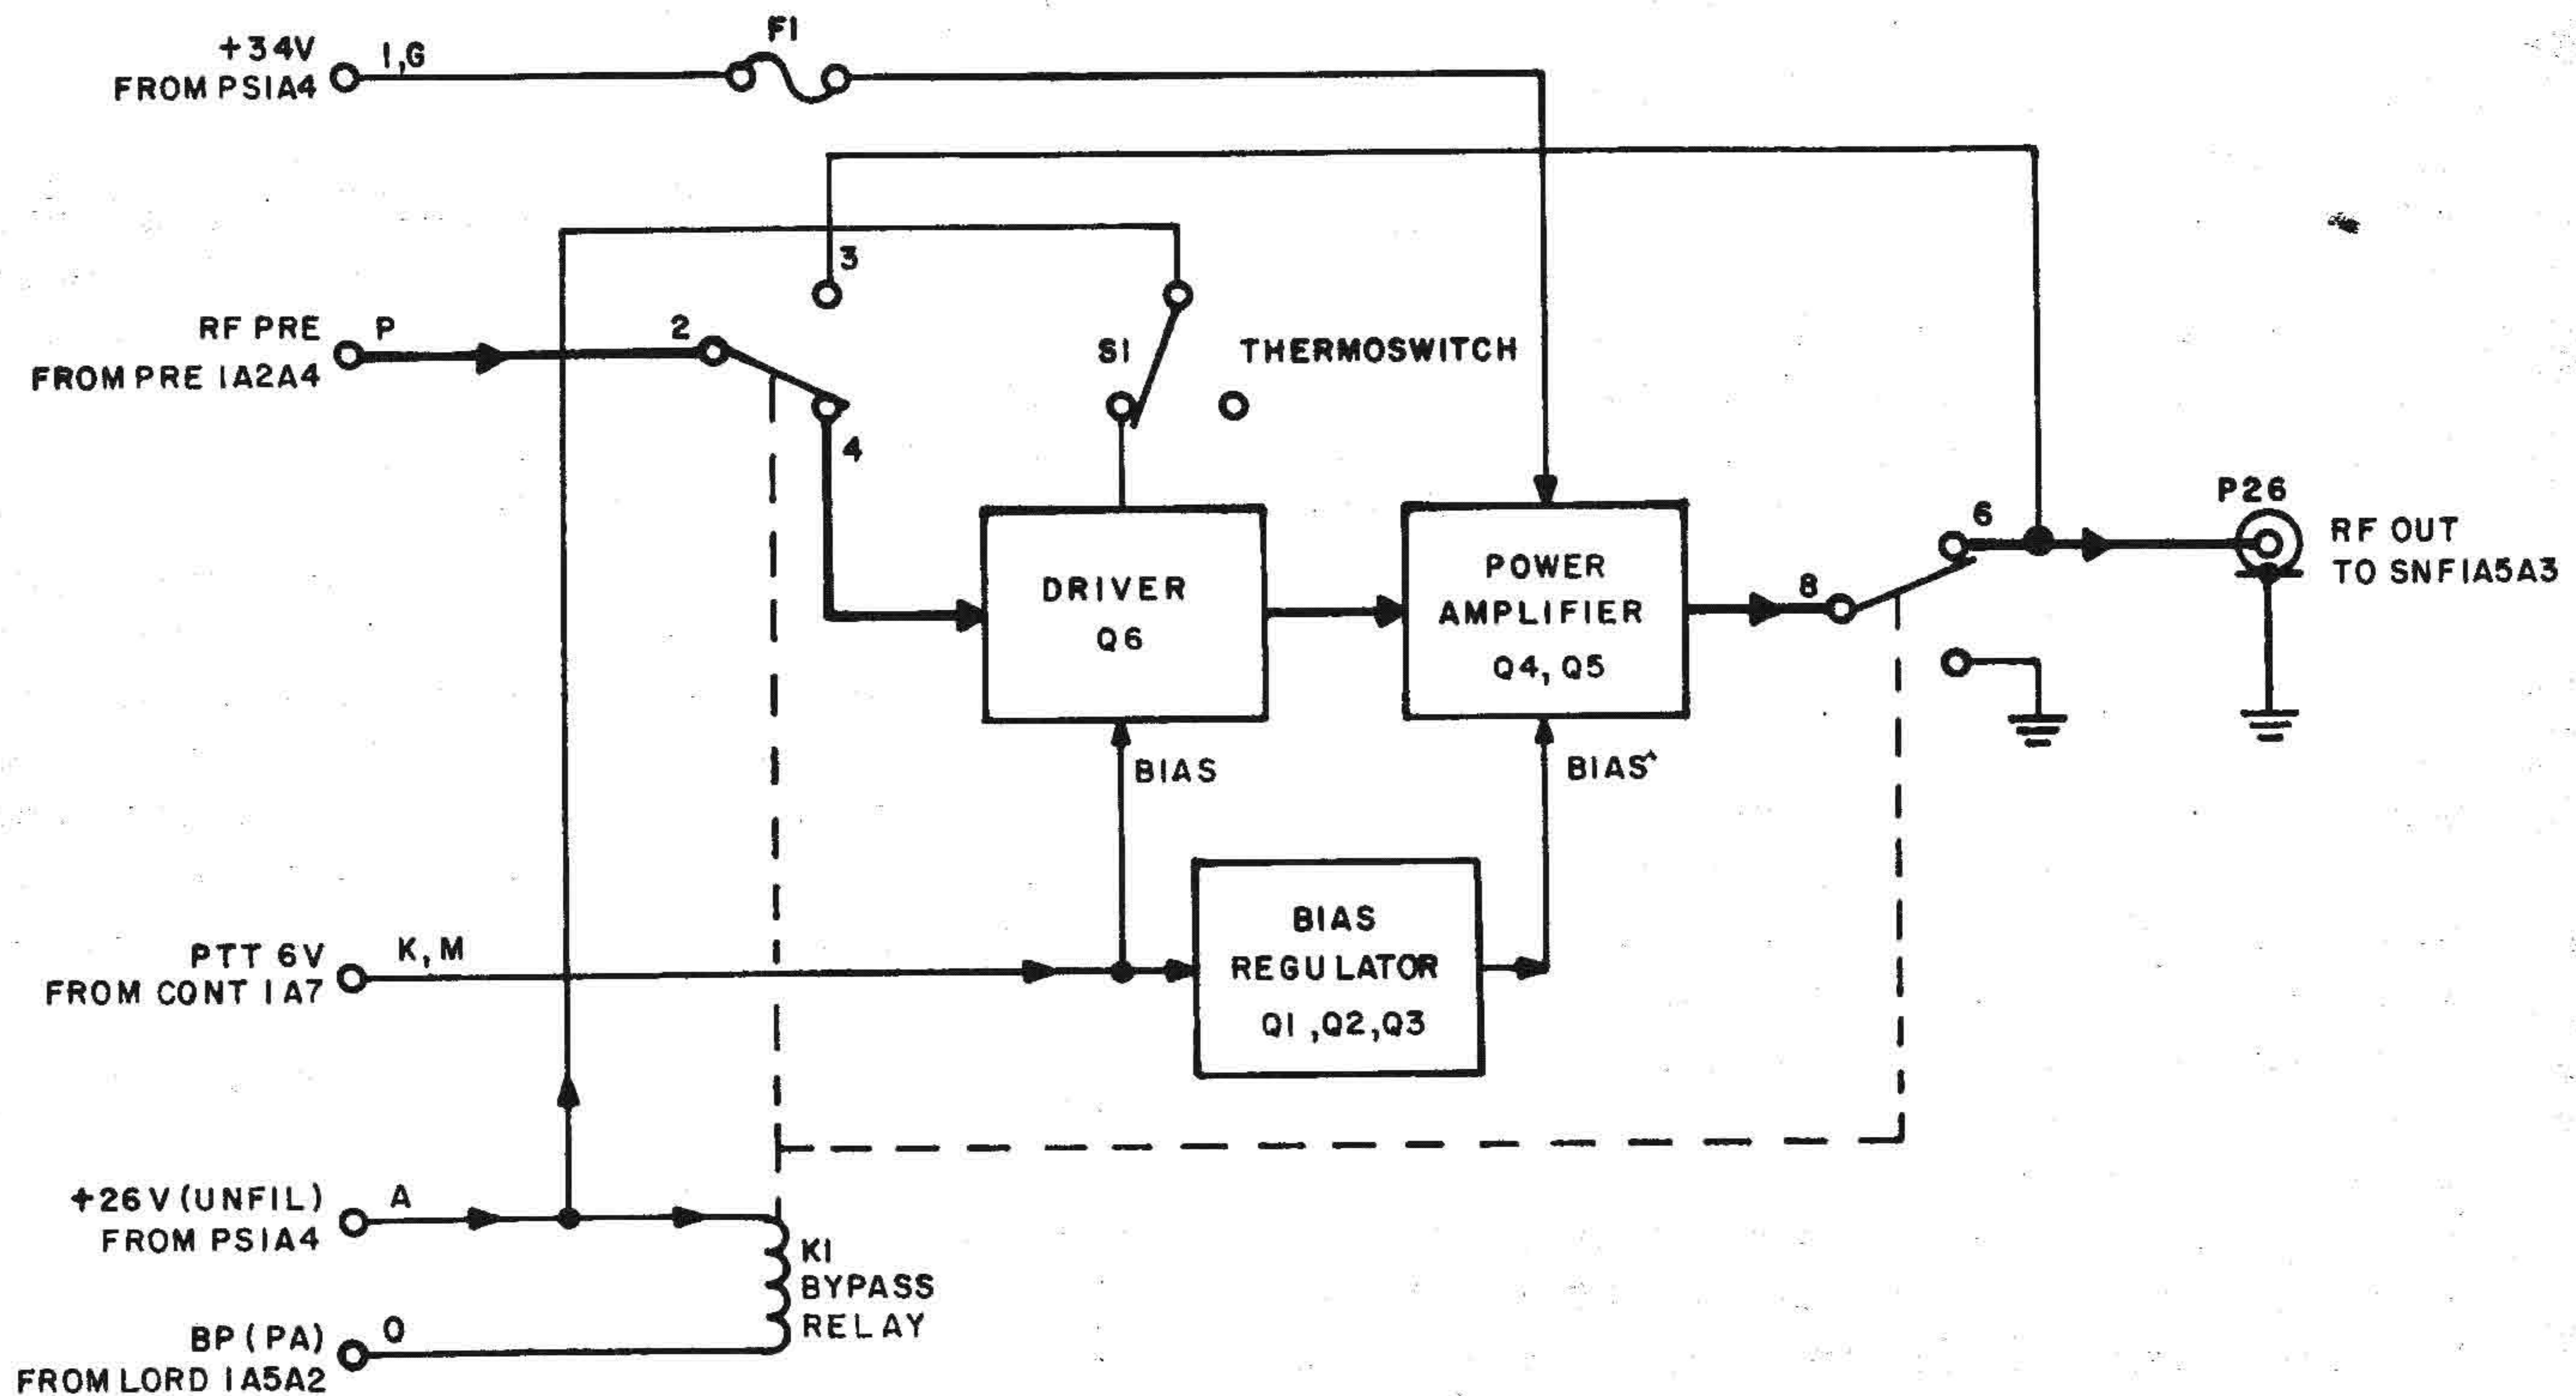 F1
+34V
FROM PS1A4
1,G
3
RF PRE
FROM PRE 1A2A4
P
2
4
S1
THERMOSWITCH
DRIVER
Q6
POWER
AMPLIFIER
Q4, Q5
6
8
P26
RF OUT
TO SNF1A5A3
BIAS
BIAS
PTT 6V
FROM CONT 1A7
K, M
BIAS
REGULATOR
Q1 ,Q2,Q3
+26V (UNFIL)
FROM PS1A4
A
K1
BYPASS
RELAY
BP ( PA)
FROM LORD 1A5A2
O